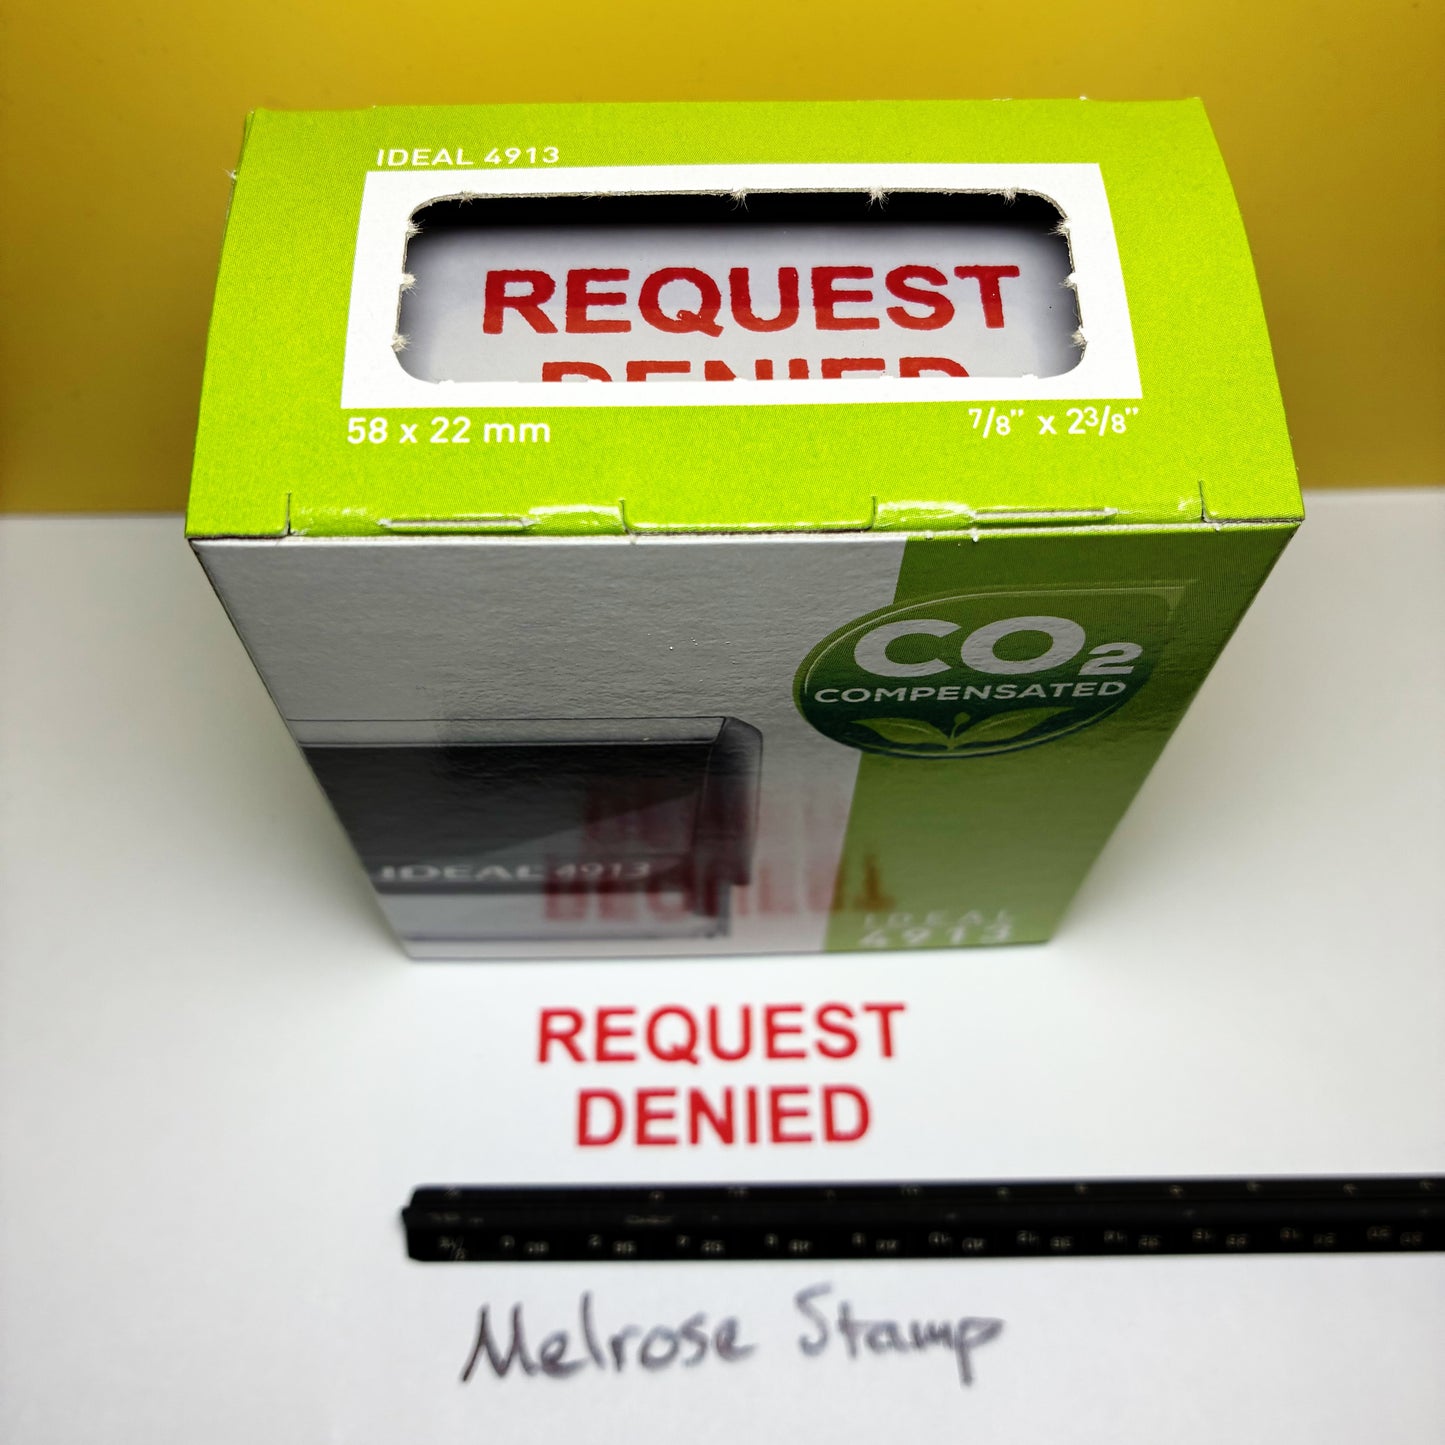 IDEAL 4913
REQUEST
DENIED
58 x 22 mm
7/8" x 2 3/8"
CO2
COMPENSATED
IDEAL 4913
IDEAL
4913
REQUEST
DENIED
Melrose Stamp